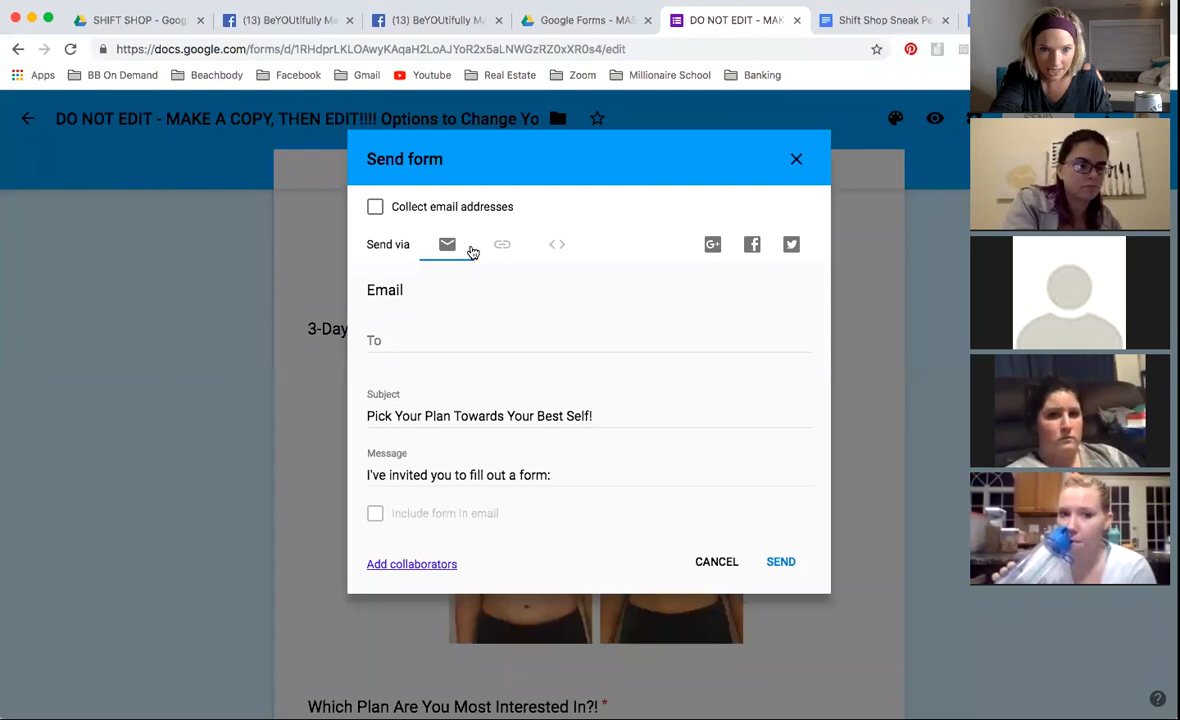 SHIFT SHOP - Goog
(13) BeYOUtifully M
(13) BeYOUtifully M
Google Forms - MAS
DO NOT EDIT - MAK
Shift Shop Sneak Pe
https://docs.google.com/forms/d/1RHdprLKLOAwyKAqaH2LoAJYoR2x5aLNWGzRZ0xXR0s4/edit
Apps BB On Demand Beachbody Facebook Gmail Youtube Real Estate Zoom Millionaire School Banking
DO NOT EDIT - MAKE A COPY, THEN EDIT!!!! Options to Change Yo
SEND
Send form
Collect email addresses
Send via
Email
3-Day
To
Subject
Pick Your Plan Towards Your Best Self!
Message
I've invited you to fill out a form:
Include form in email
Add collaborators
CANCEL SEND
Which Plan Are You Most Interested In?! *